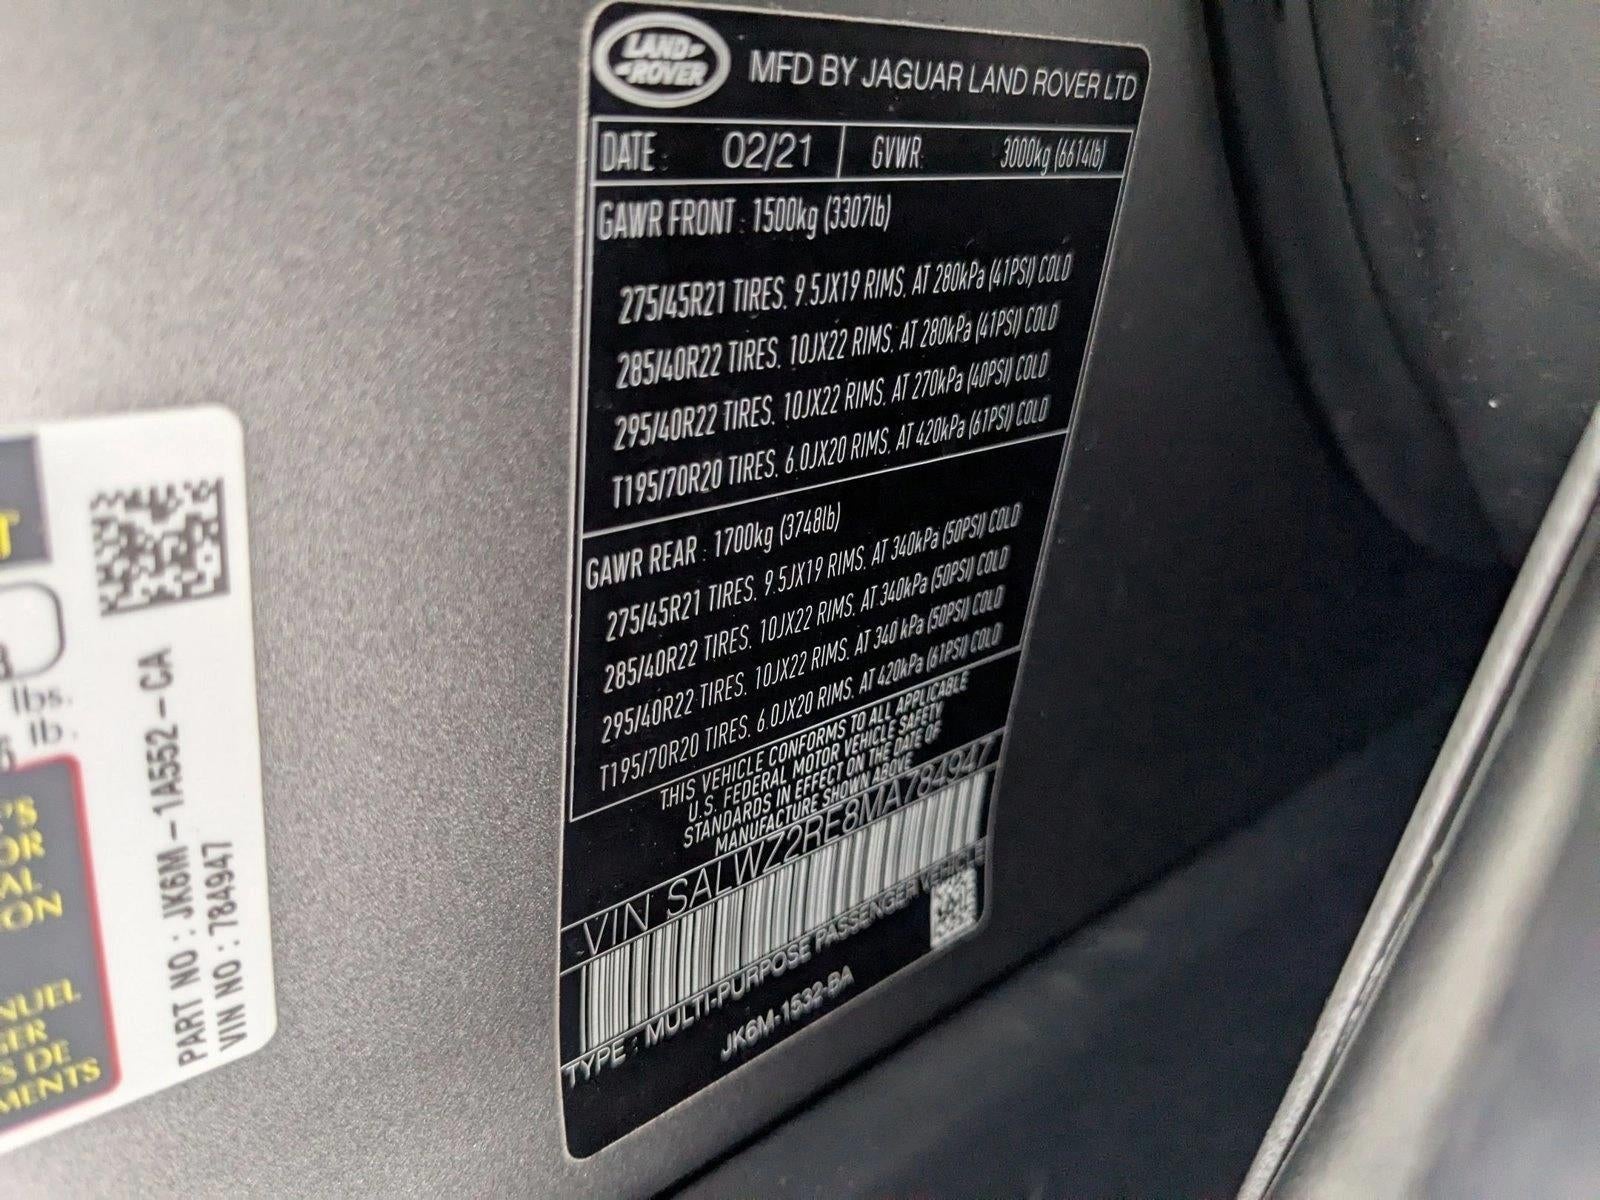 LAND ROVER
MFD BY JAGUAR LAND ROVER LTD
DATE : 02/21 GVWR: 3000kg (6614lb)
GAWR FRONT : 1500kg (3307lb)
275/45R21 TIRES, 9.5JX19 RIMS, AT 280kPa (41PSI) COLD
285/40R22 TIRES, 10JX22 RIMS, AT 280kPa (41PSI) COLD
295/40R22 TIRES, 10JX22 RIMS, AT 270kPa (40PSI) COLD
T195/70R20 TIRES, 6.0JX20 RIMS, AT 420kPa (61PSI) COLD
GAWR REAR : 1700kg (3748lb)
275/45R21 TIRES, 9.5JX19 RIMS, AT 340kPa (50PSI) COLD
285/40R22 TIRES, 10JX22 RIMS, AT 340kPa (50PSI) COLD
295/40R22 TIRES, 10JX22 RIMS, AT 340 kPa (50PSI) COLD
T195/70R20 TIRES, 6.0JX20 RIMS, AT 420kPa (61PSI) COLD
THIS VEHICLE CONFORMS TO ALL APPLICABLE
U.S. FEDERAL MOTOR VEHICLE SAFETY
STANDARDS IN EFFECT ON THE DATE OF
MANUFACTURE SHOWN ABOVE
VIN SALWZ2RE8MA784947
TYPE : MULTI-PURPOSE PASSENGER VEHICLE
JK6M-1532-BA
PART NO : JK6M-1A552-CA
VIN NO : 784947
T
lbs.
lb.
'S
OR
AL
ION
NUEL
GER
S DE
MENTS